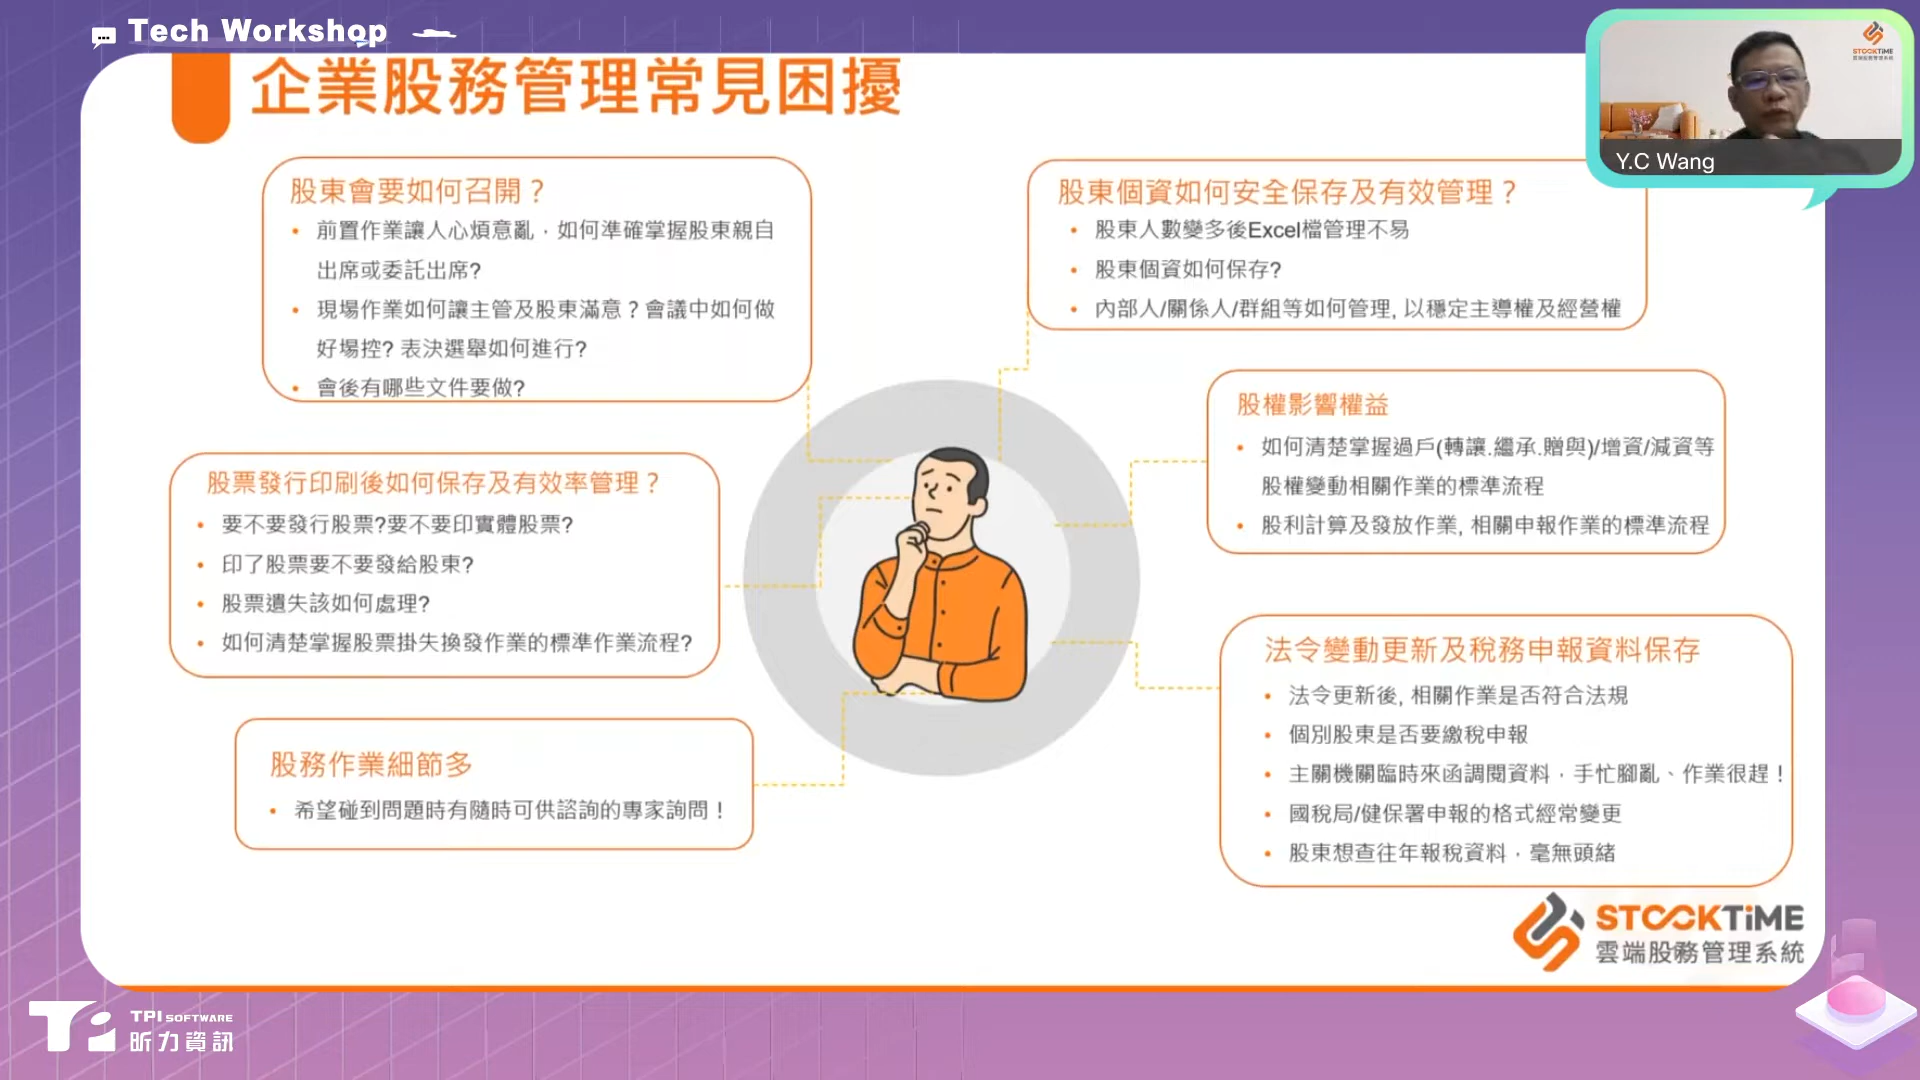 Tech Workshop
企業股務管理常見困擾
STOCKTiME
Y.C Wang
股東會要如何召開？
• 前置作業讓人心煩意亂，如何準確掌握股東親自
出席或委託出席?
• 現場作業如何讓主管及股東滿意？會議中如何做
好場控? 表決選舉如何進行?
• 會後有哪些文件要做?
股票發行印刷後如何保存及有效率管理？
• 要不要發行股票?要不要印實體股票?
• 印了股票要不要發給股東?
• 股票遺失該如何處理?
• 如何清楚掌握股票掛失換發作業的標準作業流程?
股務作業細節多
• 希望碰到問題時有隨時可供諮詢的專家詢問！
股東個資如何安全保存及有效管理？
• 股東人數變多後Excel檔管理不易
• 股東個資如何保存?
• 內部人/關係人/群組等如何管理, 以穩定主導權及經營權
股權影響權益
• 如何清楚掌握過戶(轉讓.繼承.贈與)/增資/減資等
股權變動相關作業的標準流程
• 股利計算及發放作業, 相關申報作業的標準流程
法令變動更新及稅務申報資料保存
• 法令更新後, 相關作業是否符合法規
• 個別股東是否要繳稅申報
• 主關機關臨時來函調閱資料，手忙腳亂、作業很趕！
• 國稅局/健保署申報的格式經常變更
• 股東想查往年報稅資料，毫無頭緒
STOCKTiME
雲端股務管理系統
TPI SOFTWARE
昕力資訊